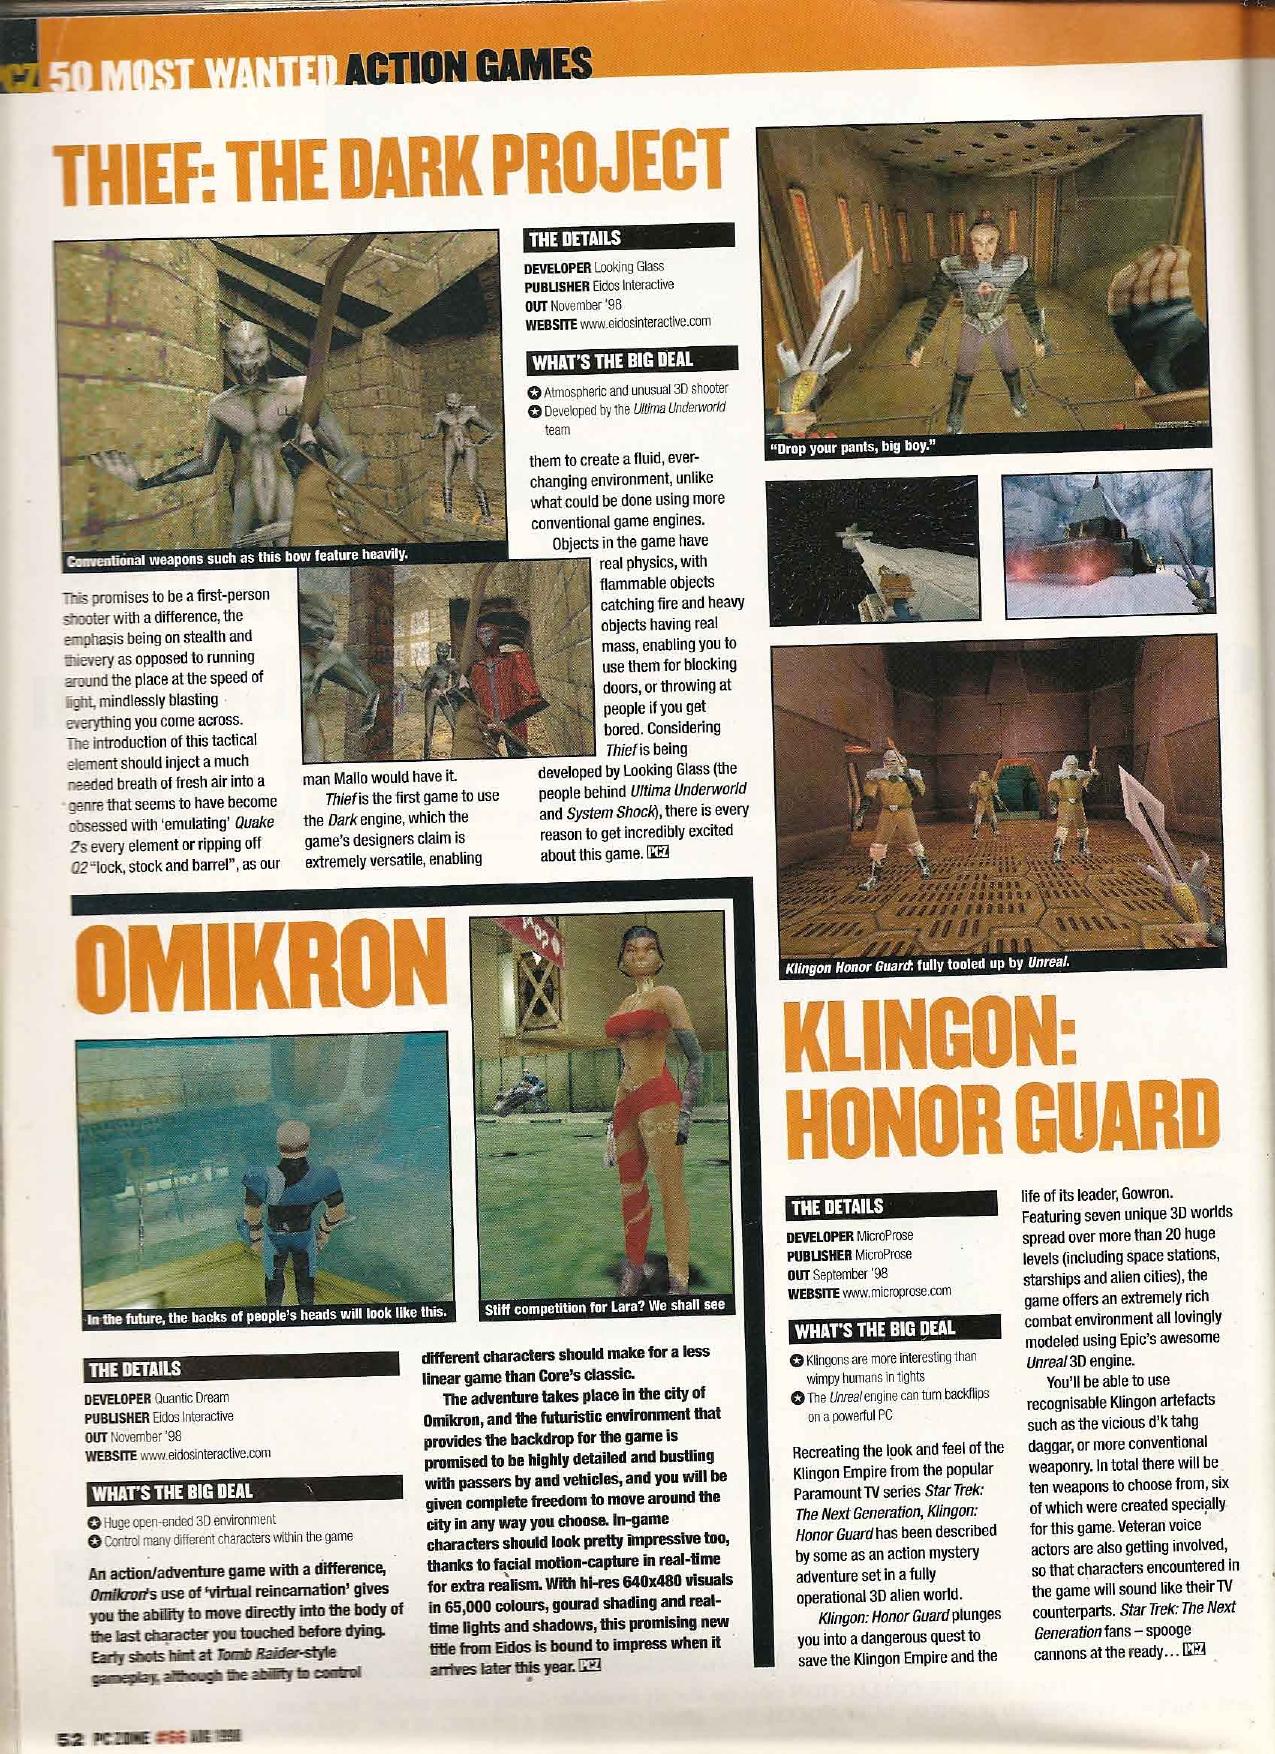 50 MOST WANTED ACTION GAMES
THIEF: THE DARK PROJECT
Conventional weapons such as this bow feature heavily.
THE DETAILS
DEVELOPER Looking Glass
PUBLISHER Eidos Interactive
OUT November '98
WEBSITE www.eidosinteractive.com
WHAT'S THE BIG DEAL
Atmospheric and unusual 3D shooter
Developed by the Ultima Underworld
team
This promises to be a first-person
shooter with a difference, the
emphasis being on stealth and
thievery as opposed to running
around the place at the speed of
light, mindlessly blasting
everything you come across.
The introduction of this tactical
element should inject a much
needed breath of fresh air into a
genre that seems to have become
obsessed with 'emulating' Quake
2's every element or ripping off
Q2 "lock, stock and barrel", as our
man Mallo would have it.
Thief is the first game to use
the Dark engine, which the
game's designers claim is
extremely versatile, enabling
them to create a fluid, ever-
changing environment, unlike
what could be done using more
conventional game engines.
Objects in the game have
real physics, with
flammable objects
catching fire and heavy
objects having real
mass, enabling you to
use them for blocking
doors, or throwing at
people if you get
bored. Considering
Thief is being
developed by Looking Glass (the
people behind Ultima Underworld
and System Shock), there is every
reason to get incredibly excited
about this game. PCZ
OMIKRON
In the future, the backs of people's heads will look like this.
Stiff competition for Lara? We shall see
THE DETAILS
DEVELOPER Quantic Dream
PUBLISHER Eidos Interactive
OUT November '98
WEBSITE www.eidosinteractive.com
WHAT'S THE BIG DEAL
Huge open-ended 3D environment
Control many different characters within the game
An action/adventure game with a difference,
Omikron's use of 'virtual reincarnation' gives
you the ability to move directly into the body of
the last character you touched before dying.
Early shots hint at Tomb Raider-style
gameplay, although the ability to control
different characters should make for a less
linear game than Core's classic.
The adventure takes place in the city of
Omikron, and the futuristic environment that
provides the backdrop for the game is
promised to be highly detailed and bustling
with passers by and vehicles, and you will be
given complete freedom to move around the
city in any way you choose. In-game
characters should look pretty impressive too,
thanks to facial motion-capture in real-time
for extra realism. With hi-res 640x480 visuals
in 65,000 colours, gourad shading and real-
time lights and shadows, this promising new
title from Eidos is bound to impress when it
arrives later this year. PCZ
"Drop your pants, big boy."
Klingon Honor Guard: fully tooled up by Unreal.
KLINGON:
HONOR GUARD
THE DETAILS
DEVELOPER MicroProse
PUBLISHER MicroProse
OUT September '98
WEBSITE www.microprose.com
WHAT'S THE BIG DEAL
Klingons are more interesting than
wimpy humans in tights
The Unreal engine can turn backflips
on a powerful PC
Recreating the look and feel of the
Klingon Empire from the popular
Paramount TV series Star Trek:
The Next Generation, Klingon:
Honor Guard has been described
by some as an action mystery
adventure set in a fully
operational 3D alien world.
Klingon: Honor Guard plunges
you into a dangerous quest to
save the Klingon Empire and the
life of its leader, Gowron.
Featuring seven unique 3D worlds
spread over more than 20 huge
levels (including space stations,
starships and alien cities), the
game offers an extremely rich
combat environment all lovingly
modeled using Epic's awesome
Unreal 3D engine.
You'll be able to use
recognisable Klingon artefacts
such as the vicious d'k tahg
daggar, or more conventional
weaponry. In total there will be
ten weapons to choose from, six
of which were created specially
for this game. Veteran voice
actors are also getting involved,
so that characters encountered in
the game will sound like their TV
counterparts. Star Trek: The Next
Generation fans – spooge
cannons at the ready... PCZ
52 PC ZONE #66 AUG 1998